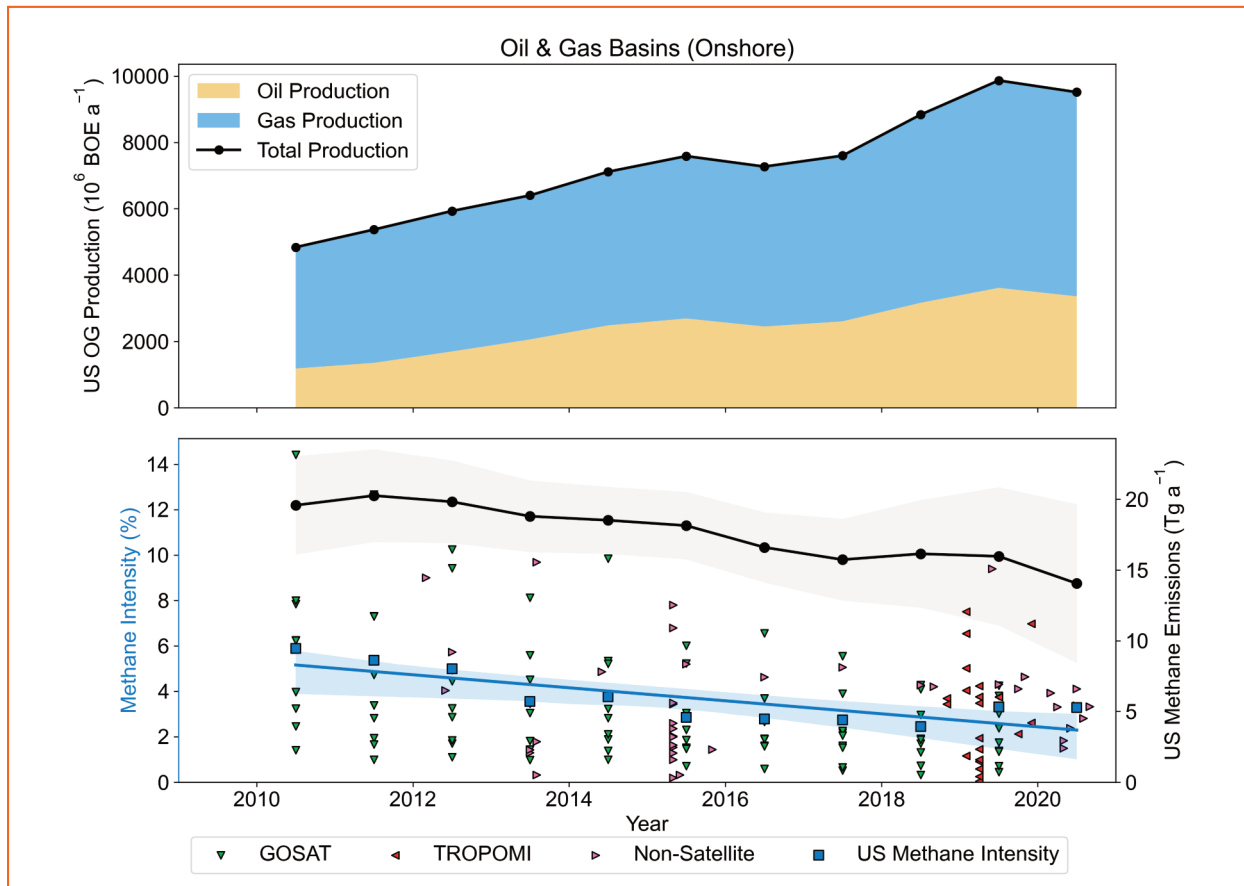 Oil & Gas Basins (Onshore)
US OG Production (10⁶ BOE a⁻¹)
10000
8000
6000
4000
2000
0
Oil Production
Gas Production
Total Production
Methane Intensity (%)
14
12
10
8
6
4
2
0
US Methane Emissions (Tg a⁻¹)
20
15
10
5
0
2010 2012 2014 2016 2018 2020
Year
GOSAT TROPOMI Non-Satellite US Methane Intensity